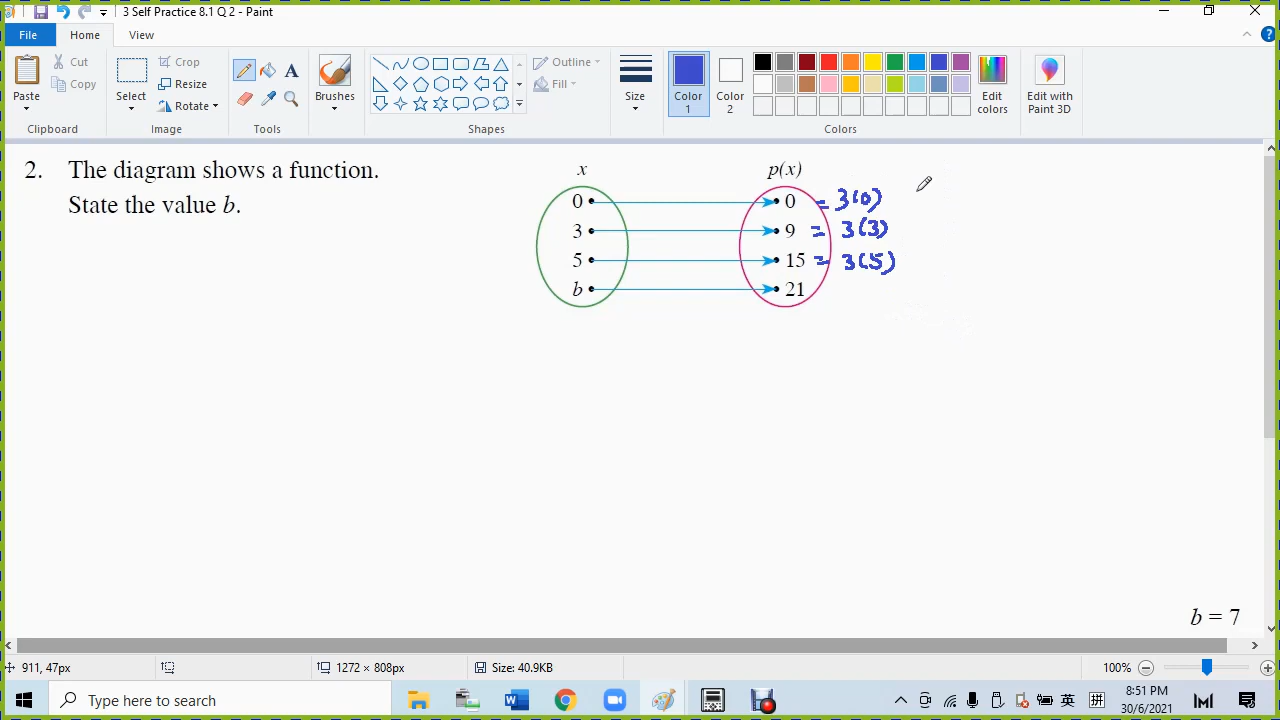 3 Self Practice 8.1 Q 2 - Paint
File Home View
Paste Cut Copy Clipboard
Select Crop Resize Rotate Image
Tools
Brushes
Outline Fill Shapes
Size
Color 1 Color 2 Edit colors Colors
Edit with Paint 3D
2. The diagram shows a function.
State the value b.
x p(x)
0 0 = 3(0)
3 9 = 3(3)
5 15 = 3(5)
b 21
b = 7
911, 47px 1272 × 808px Size: 40.9KB 100%
Type here to search
英 拼 8:51 PM
30/6/2021